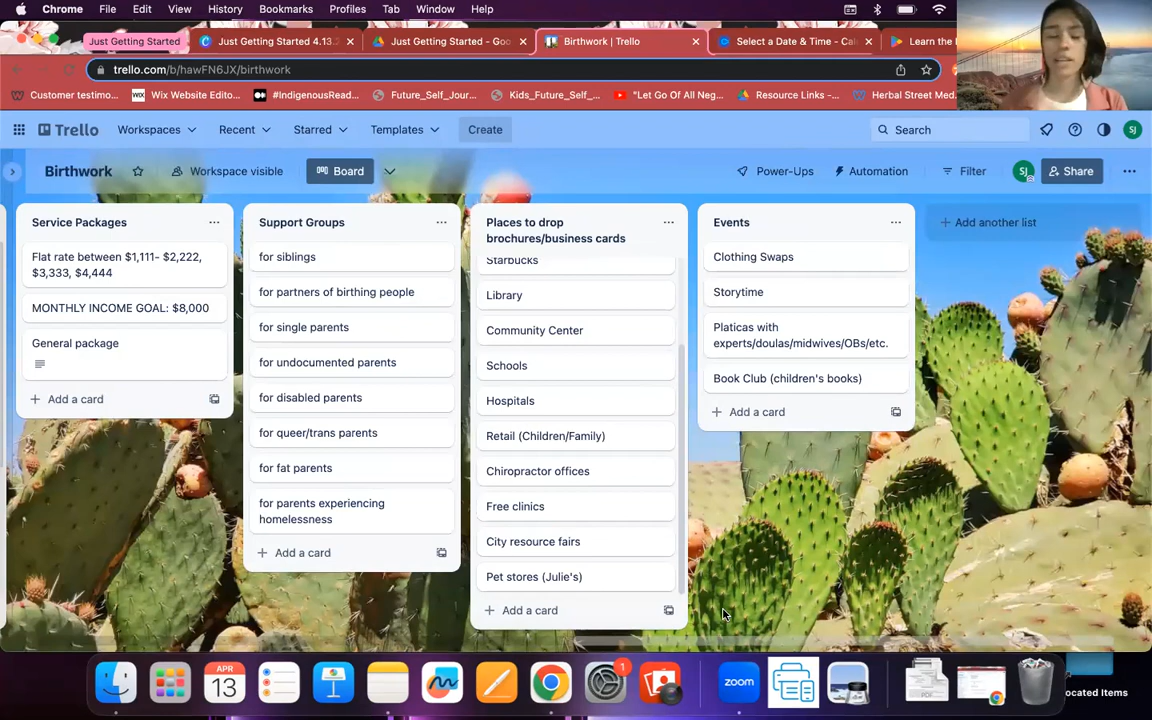 Chrome File Edit View History Bookmarks Profiles Tab Window Help
Just Getting Started
Just Getting Started 4.13.
Just Getting Started - Goo
Birthwork | Trello
Select a Date & Time - Cal
Learn the
trello.com/b/hawFN6JX/birthwork
Customer testimo...
WIX Wix Website Edito...
#IndigenousRead...
Future_Self_Jour...
Kids_Future_Self_...
"Let Go Of All Neg...
Resource Links -...
Herbal Street Med...
Trello
Workspaces
Recent
Starred
Templates
Create
Search
SJ
Birthwork
Workspace visible
Board
Power-Ups
Automation
Filter
SJ
Share
Service Packages
Flat rate between $1,111- $2,222,
$3,333, $4,444
MONTHLY INCOME GOAL: $8,000
General package
+ Add a card
Support Groups
for siblings
for partners of birthing people
for single parents
for undocumented parents
for disabled parents
for queer/trans parents
for fat parents
for parents experiencing
homelessness
+ Add a card
Places to drop
brochures/business cards
Starbucks
Library
Community Center
Schools
Hospitals
Retail (Children/Family)
Chiropractor offices
Free clinics
City resource fairs
Pet stores (Julie's)
+ Add a card
Events
Clothing Swaps
Storytime
Platicas with
experts/doulas/midwives/OBs/etc.
Book Club (children's books)
+ Add a card
+ Add another list
APR
13
1
zoom
PDF
ocated Items